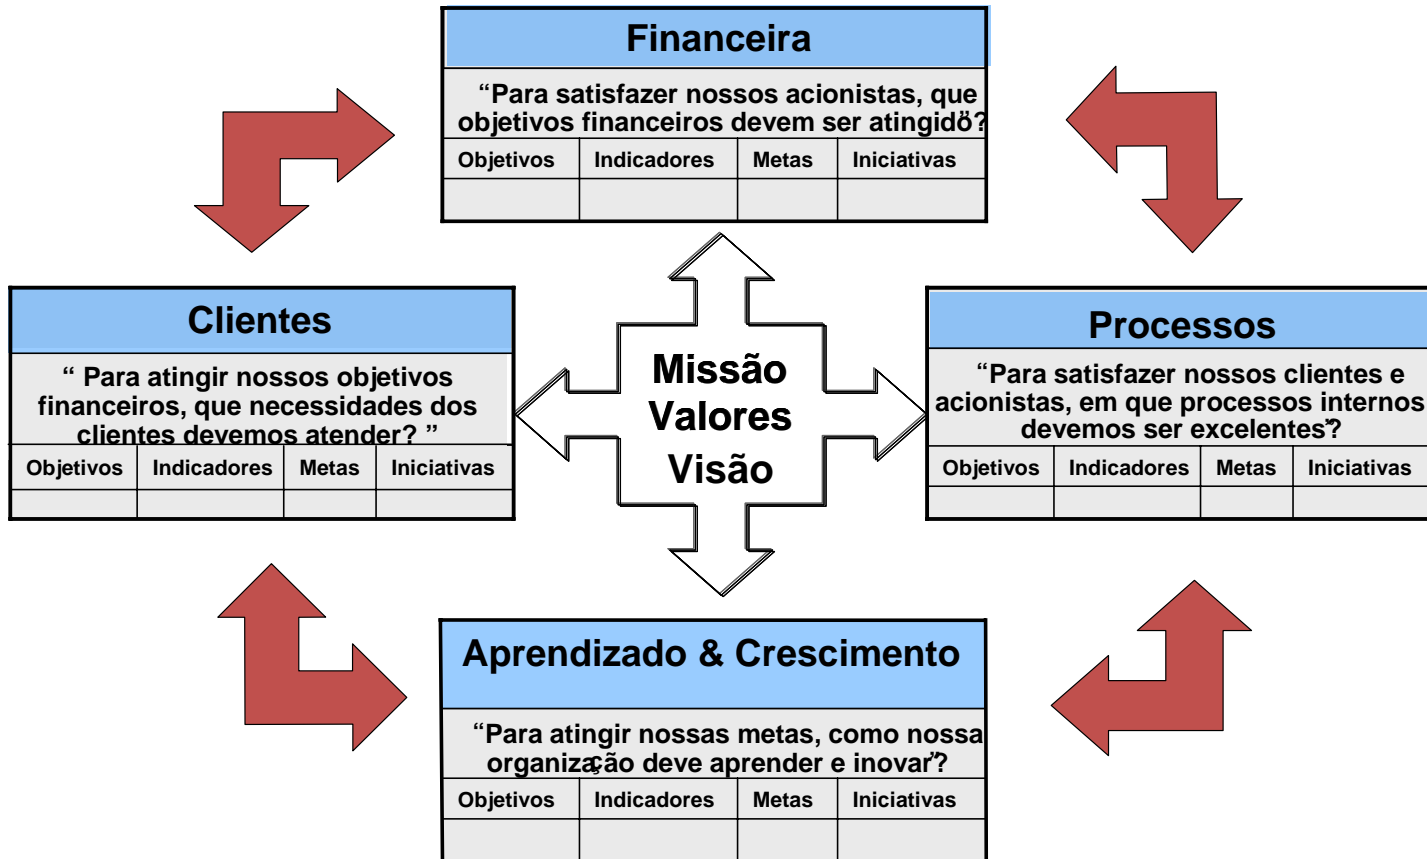 Financeira
“Para satisfazer nossos acionistas, que
objetivos financeiros devem ser atingidö?
Objetivos Indicadores Metas Iniciativas
Clientes
“ Para atingir nossos objetivos
financeiros, que necessidades dos
clientes devemos atender? ”
Objetivos Indicadores Metas Iniciativas
Missão
Valores
Visão
Processos
“Para satisfazer nossos clientes e
acionistas, em que processos internos
devemos ser excelentes”?
Objetivos Indicadores Metas Iniciativas
Aprendizado & Crescimento
“Para atingir nossas metas, como nossa
organização deve aprender e inovar”?
Objetivos Indicadores Metas Iniciativas